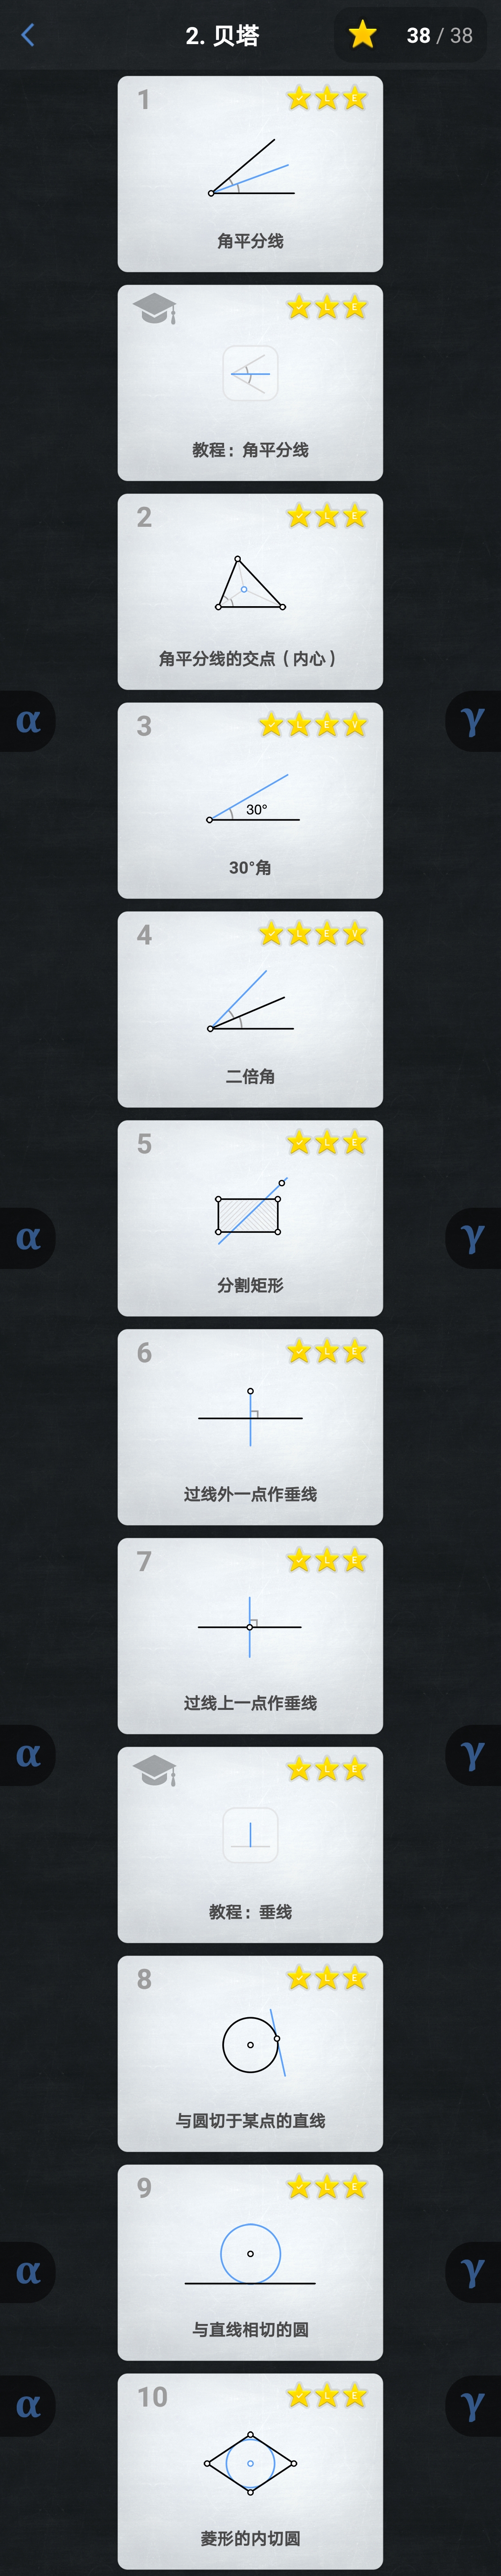 2. 贝塔
38 / 38
1
L E
角平分线
L E
教程：角平分线
2
L E
角平分线的交点（内心）
α γ
3
L E V
30°
30°角
4
L E V
二倍角
5
L E
分割矩形
α γ
6
L E
过线外一点作垂线
7
L E
过线上一点作垂线
α γ
L E
教程：垂线
8
L E
与圆切于某点的直线
9
L E
α γ
与直线相切的圆
10
L E
α γ
菱形的内切圆